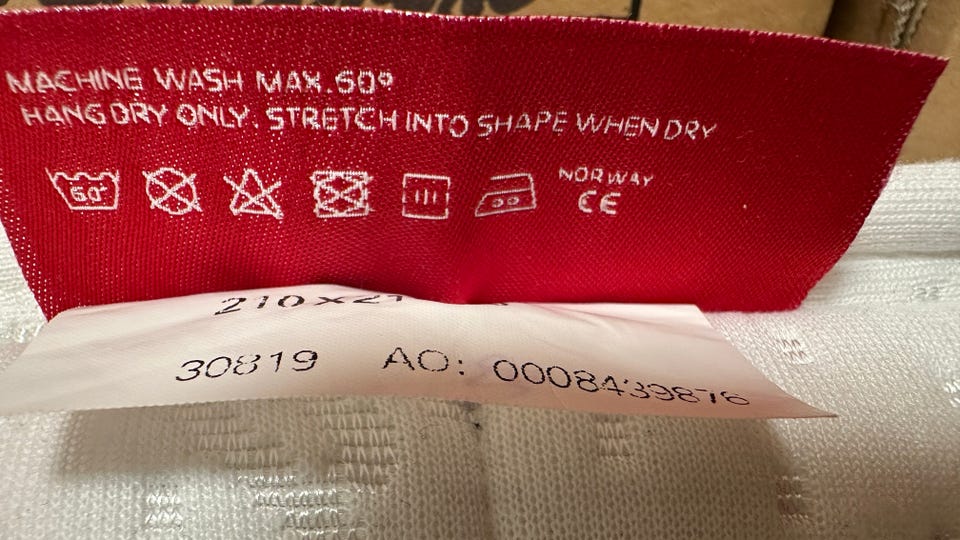 MACHINE WASH MAX.60°
HANG DRY ONLY. STRETCH INTO SHAPE WHEN DRY
60°
NORWAY
CE
30819 AO: 0008439876